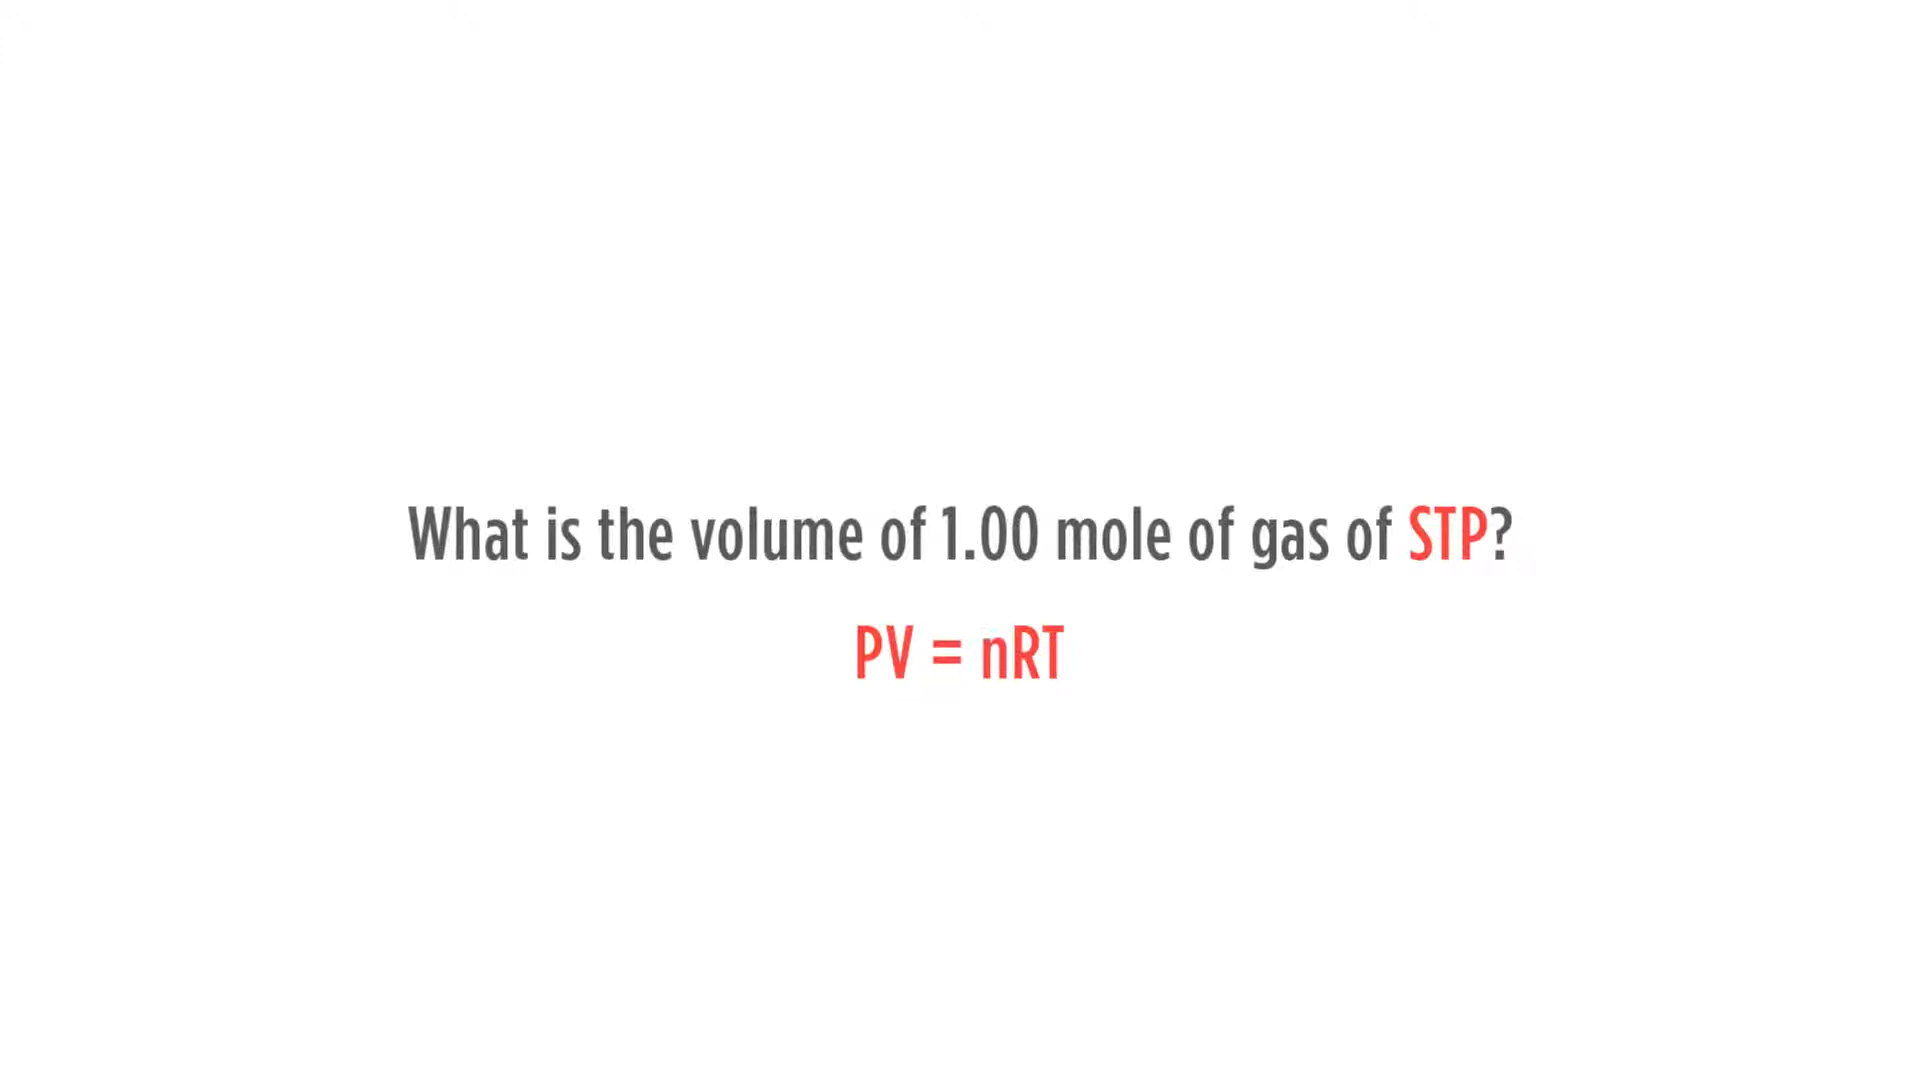 What is the volume of 1.00 mole of gas of STP?
PV = nRT